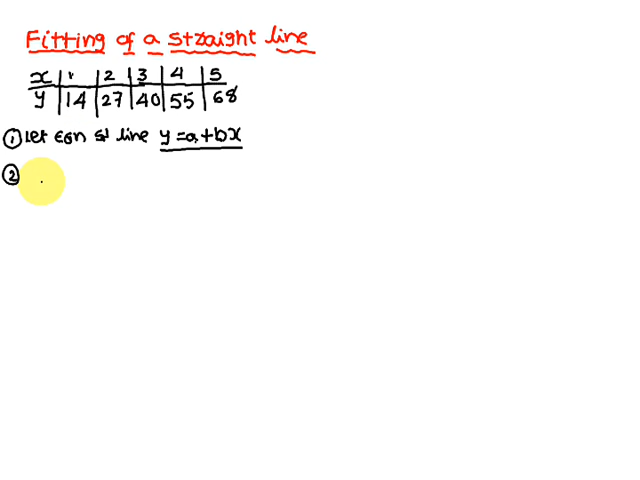 Fitting of a straight line
x | 1 | 2 | 3 | 4 | 5
y | 14 | 27 | 40 | 55 | 68
① Let eqn st line y = a + bx
②